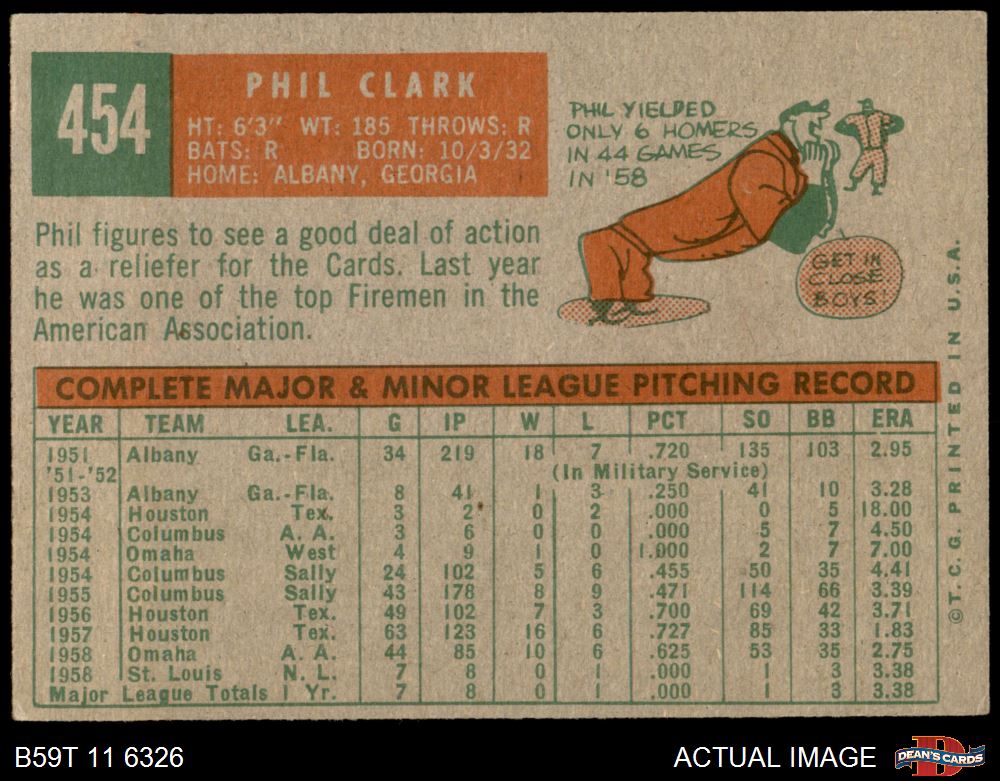 454
PHIL CLARK
HT: 6'3" WT: 185 THROWS: R
BATS: R BORN: 10/3/32
HOME: ALBANY, GEORGIA
PHIL YIELDED
ONLY 6 HOMERS
IN 44 GAMES
IN '58
GET IN
CLOSE
BOYS
Phil figures to see a good deal of action
as a reliefer for the Cards. Last year
he was one of the top Firemen in the
American Association.
COMPLETE MAJOR & MINOR LEAGUE PITCHING RECORD
YEAR TEAM LEA. G IP W L PCT SO BB ERA
1951 Albany Ga.-Fla. 34 219 18 7 .720 135 103 2.95
'51-'52 (In Military Service)
1953 Albany Ga.-Fla. 8 41 1 3 .250 41 10 3.28
1954 Houston Tex. 3 2 0 2 .000 0 5 18.00
1954 Columbus A. A. 3 6 0 0 .000 5 7 4.50
1954 Omaha West 4 9 1 0 1.000 2 7 7.00
1954 Columbus Sally 24 102 5 6 .455 50 35 4.41
1955 Columbus Sally 43 178 8 9 .471 114 66 3.39
1956 Houston Tex. 49 102 7 3 .700 69 42 3.71
1957 Houston Tex. 63 123 16 6 .727 85 33 1.83
1958 Omaha A. A. 44 85 10 6 .625 53 35 2.75
1958 St. Louis N. L. 7 8 0 1 .000 1 3 3.38
Major League Totals 1 Yr. 7 8 0 1 .000 1 3 3.38
©T.C.G. PRINTED IN U.S.A.
B59T 11 6326
ACTUAL IMAGE
D
DEAN'S CARDS